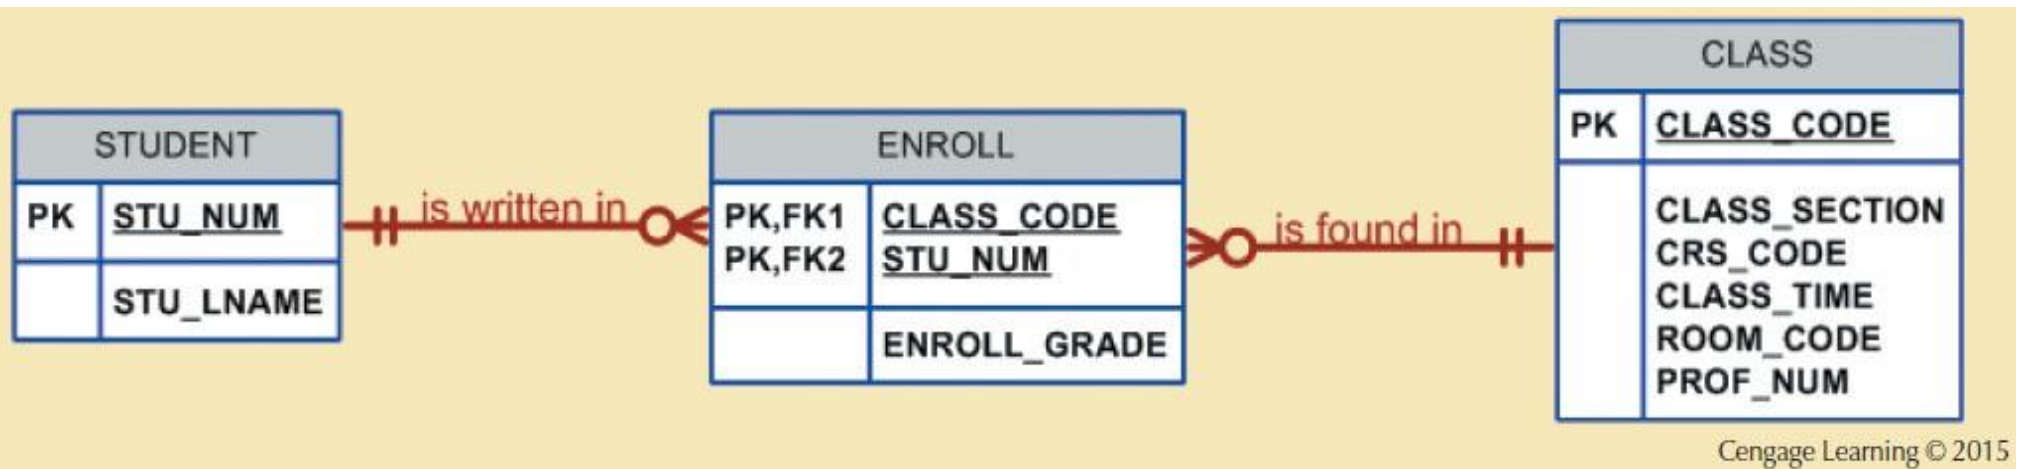 STUDENT
PK STU_NUM
STU_LNAME
is written in
ENROLL
PK,FK1 CLASS_CODE
PK,FK2 STU_NUM
ENROLL_GRADE
is found in
CLASS
PK CLASS_CODE
CLASS_SECTION
CRS_CODE
CLASS_TIME
ROOM_CODE
PROF_NUM
Cengage Learning © 2015